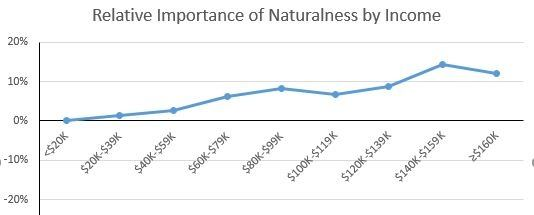 Relative Importance of Naturalness by Income
20%
10%
0%
-10%
-20%
<$20K
$20K-$39K
$40K-$59K
$60K-$79K
$80K-$99K
$100K-$119K
$120K-$139K
$140K-$159K
≥$160K